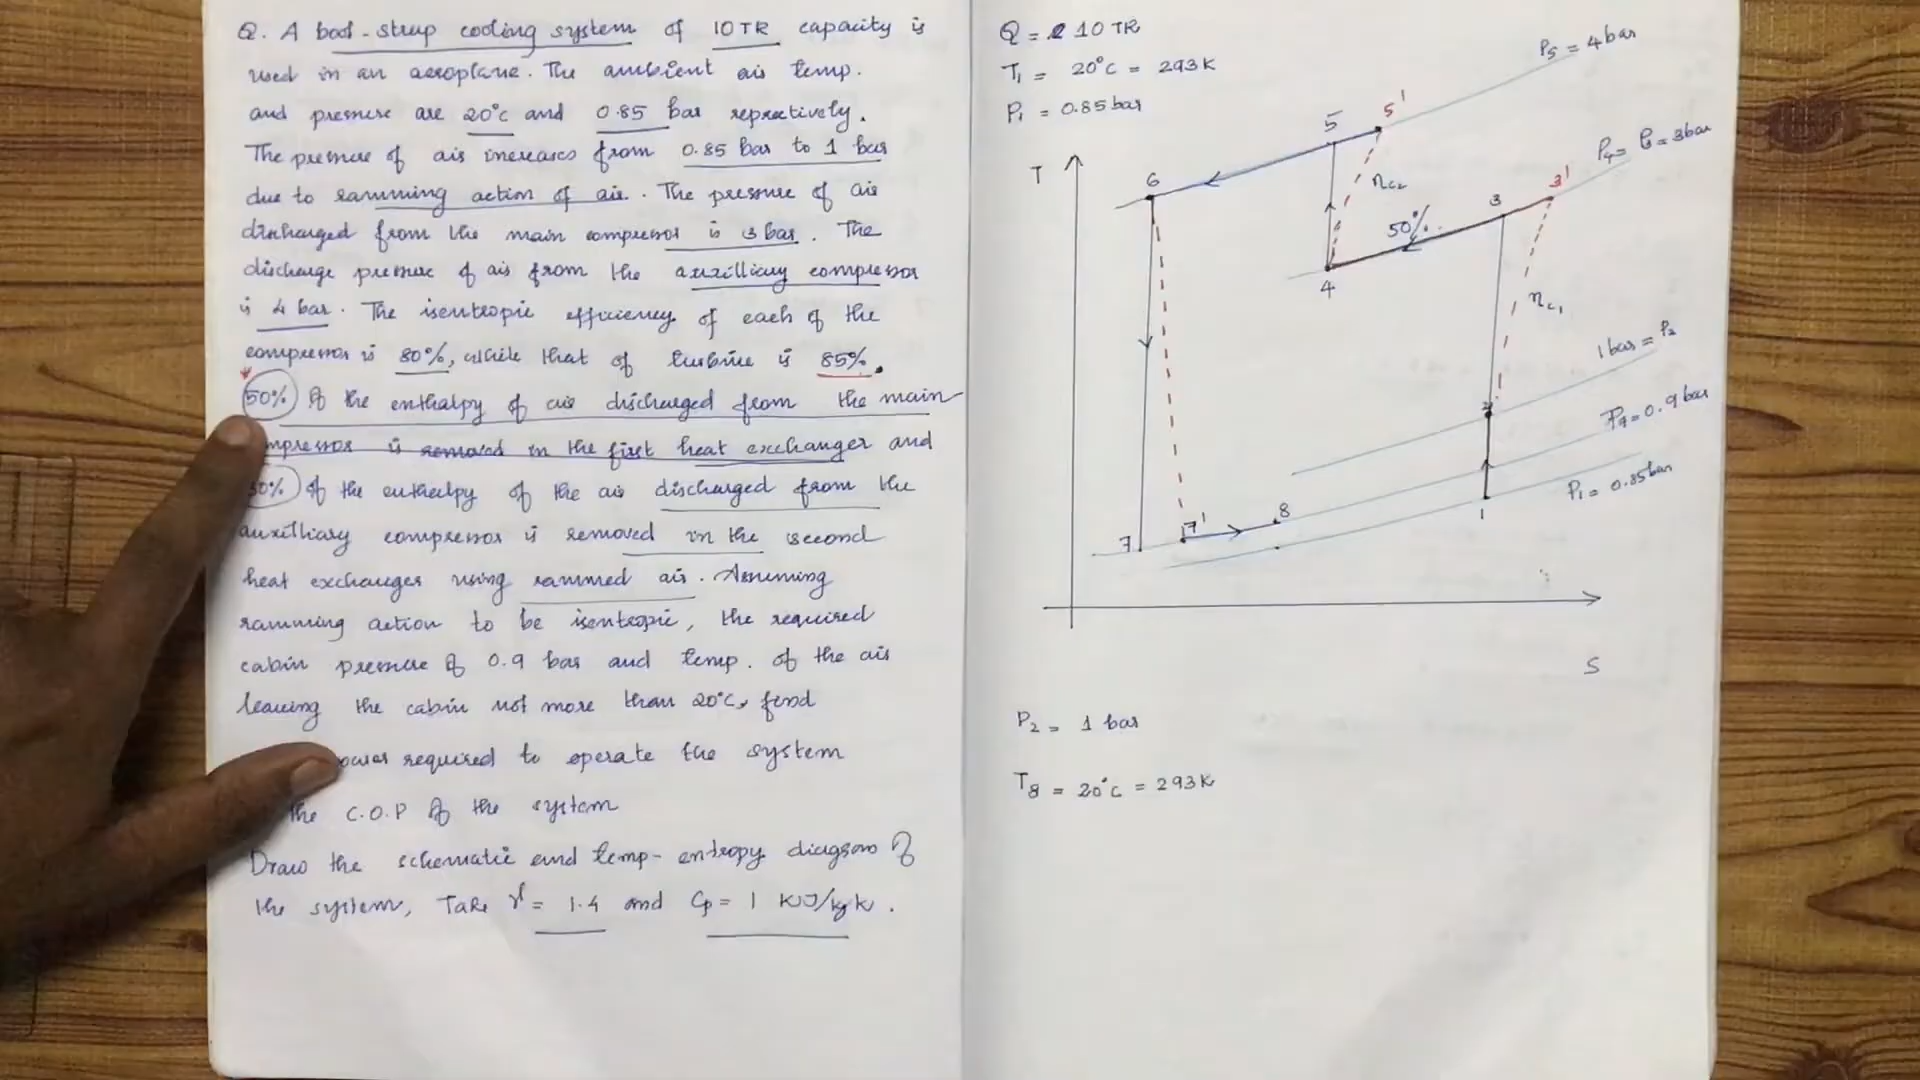 Q. A boot-strap cooling system of 10 TR capacity is
used in an aeroplane. The ambient air temp.
and pressure are 20°C and 0.85 bar repectively.
The pressure of air increases from 0.85 bar to 1 bar
due to ramming action of air. The pressure of air
discharged from the main compressor is 3 bar. The
discharge pressure of air from the auxilliary compressor
is 4 bar. The isentropic efficiency of each of the
compressor is 80%, while that of turbine is 85%.
50% of the enthalpy of air discharged from the main
compressor is removed in the first heat exchanger and
30% of the enthalpy of the air discharged from the
auxilliary compressor is removed in the second
heat exchanger using rammed air. Assuming
ramming action to be isentropic, the required
cabin pressure of 0.9 bar and temp. of the air
leaving the cabin not more than 20°C, find
power required to operate the system
the C.O.P of the system
Draw the schematic and temp-entropy diagram of
the system, Take γ = 1.4 and Cp = 1 KJ/kg K.
Q = 10 TR
T1 = 20°C = 293K
P1 = 0.85 bar
T
P5 = 4 bar
5 5'
P4 = P3 = 3 bar
6
ηc2
3 3'
50%
4
ηc1
1 bar = P2
2
P7 = 0.9 bar
P1 = 0.85 bar
7 7' 8
1
S
P2 = 1 bar
T8 = 20°C = 293K